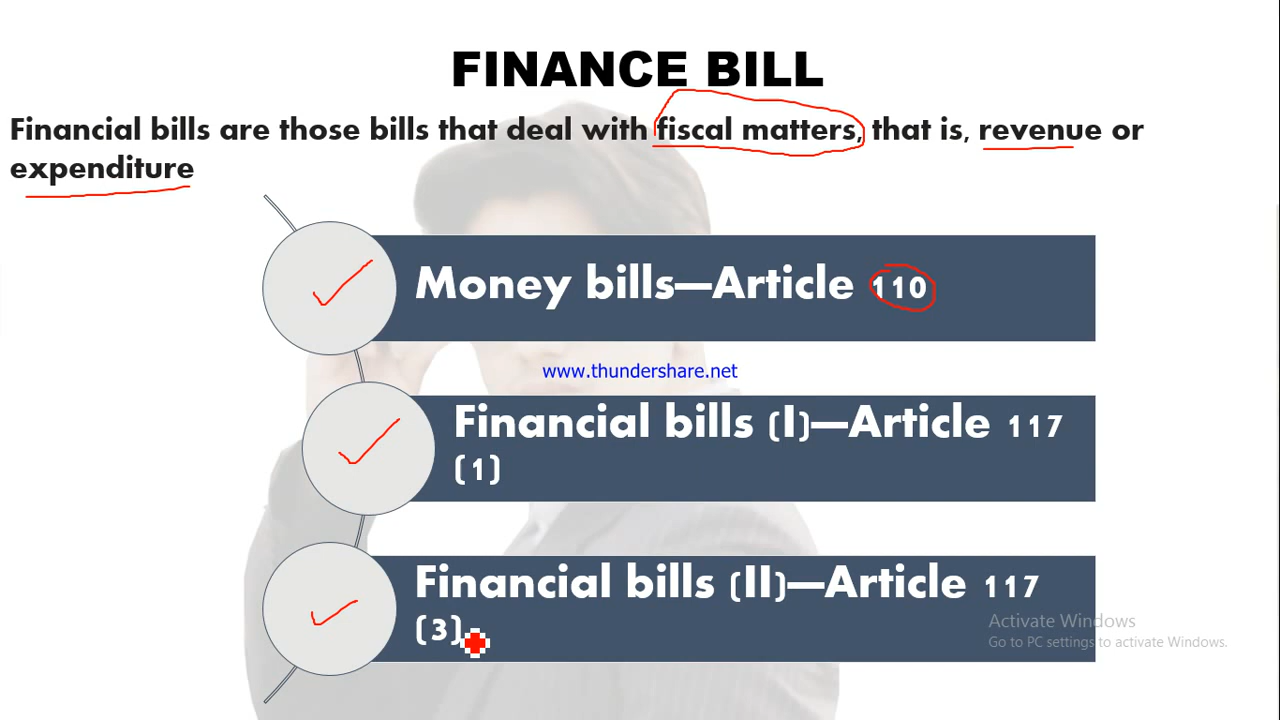 FINANCE BILL
Financial bills are those bills that deal with fiscal matters, that is, revenue or
expenditure
Money bills—Article 110
www.thundershare.net
Financial bills (I)—Article 117
(1)
Financial bills (II)—Article 117
(3)
Activate Windows
Go to PC settings to activate Windows.